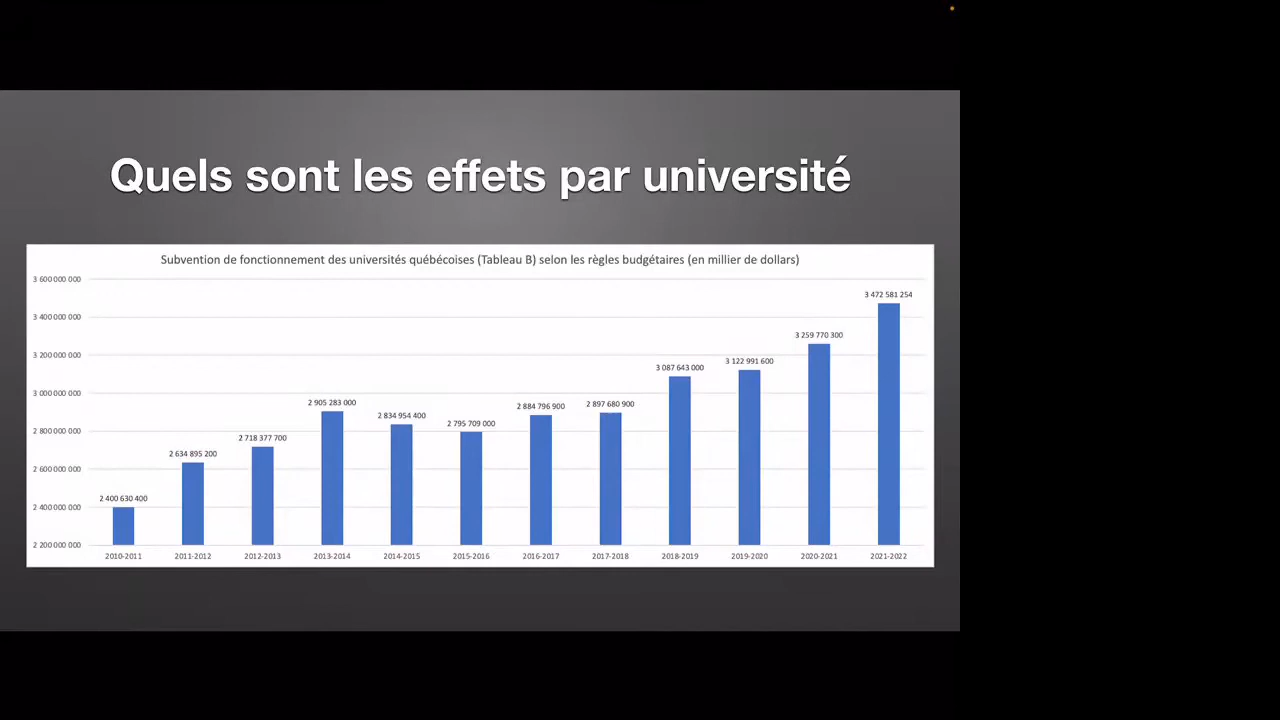 Quels sont les effets par université
Subvention de fonctionnement des universités québécoises (Tableau B) selon les règles budgétaires (en millier de dollars)
3 600 000 000
3 400 000 000
3 200 000 000
3 000 000 000
2 800 000 000
2 600 000 000
2 400 000 000
2 200 000 000
2 400 630 400
2 634 895 200
2 718 377 700
2 905 283 000
2 834 954 400
2 795 709 000
2 884 796 900
2 897 680 900
3 087 643 000
3 122 991 600
3 259 770 300
3 472 581 254
2010-2011
2011-2012
2012-2013
2013-2014
2014-2015
2015-2016
2016-2017
2017-2018
2018-2019
2019-2020
2020-2021
2021-2022